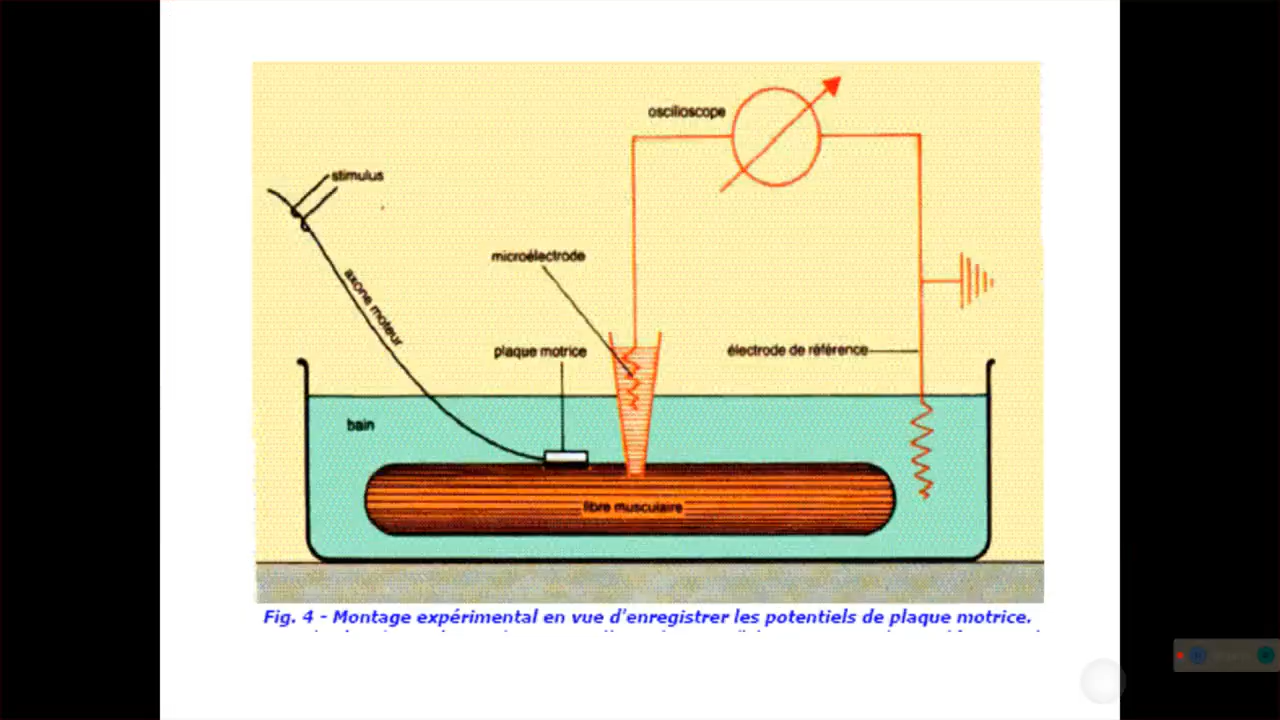 oscilloscope
stimulus
microélectrode
axone moteur
plaque motrice
électrode de référence
bain
fibre musculaire
Fig. 4 - Montage expérimental en vue d'enregistrer les potentiels de plaque motrice.